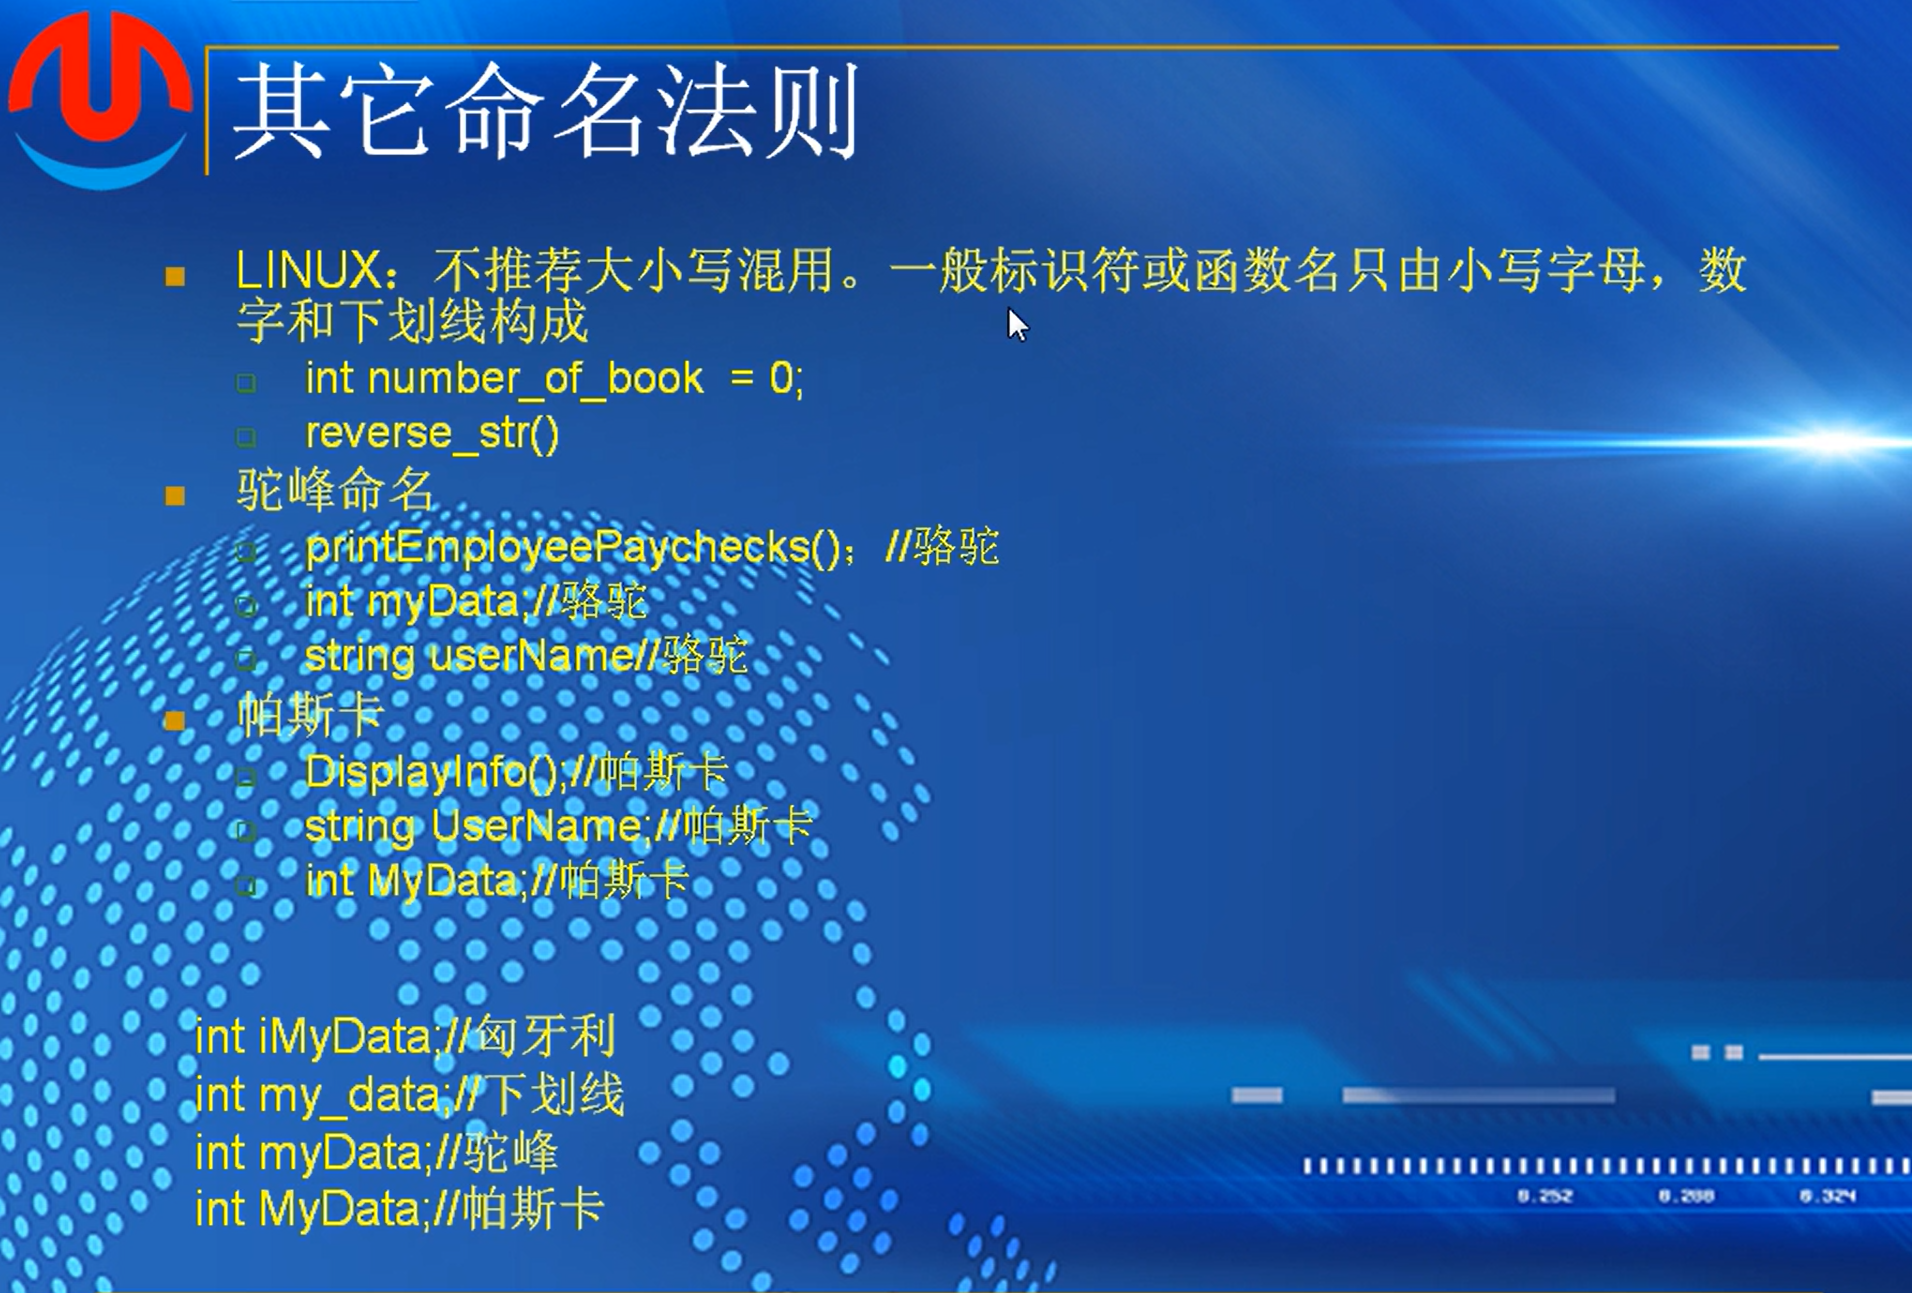 其它命名法则
LINUX：不推荐大小写混用。一般标识符或函数名只由小写字母，数
字和下划线构成
int number_of_book  = 0;
reverse_str()
驼峰命名
printEmployeePaychecks()；//骆驼
int myData;//骆驼
string userName//骆驼
帕斯卡
DisplayInfo();//帕斯卡
string UserName;//帕斯卡
int MyData;//帕斯卡
int iMyData;//匈牙利
int my_data;//下划线
int myData;//驼峰
int MyData;//帕斯卡
0.252 0.288 0.324